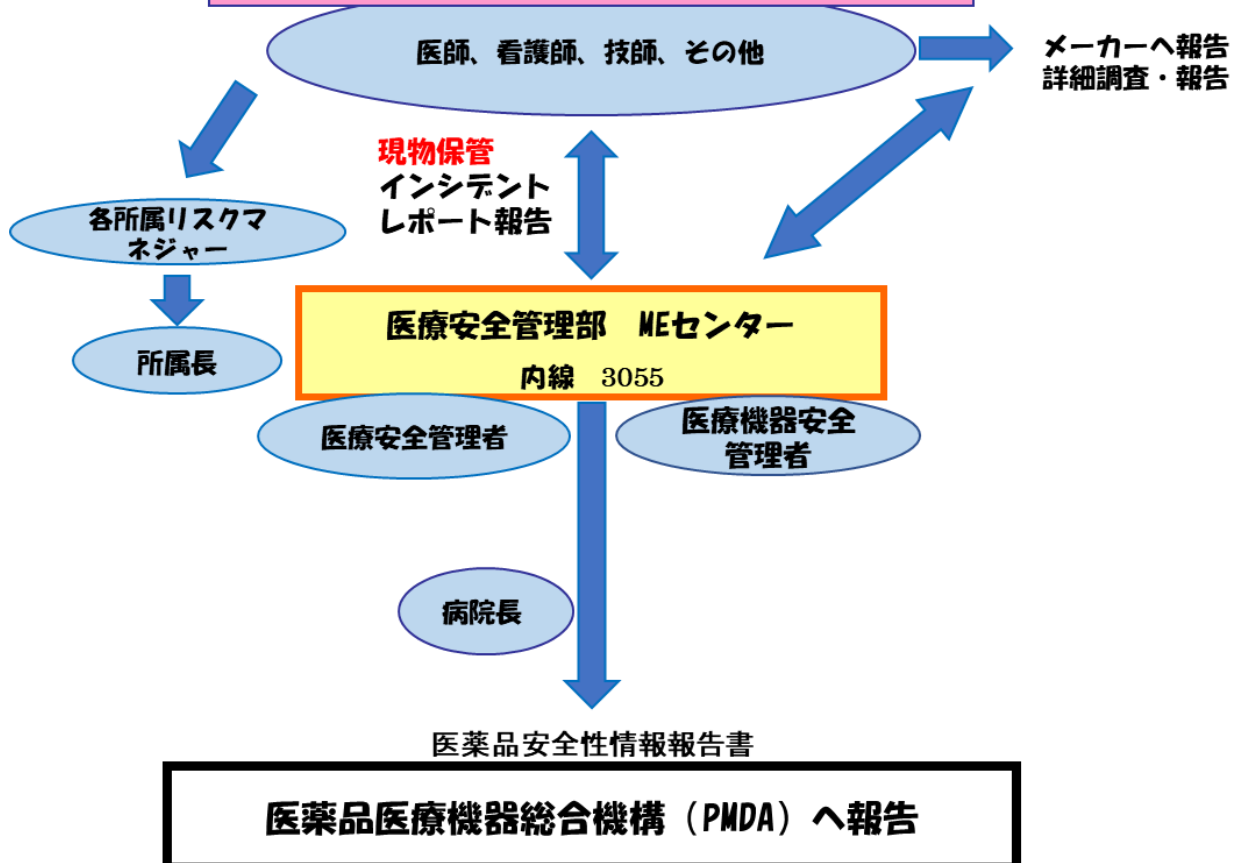 医師、看護師、技師、その他
メーカーへ報告
詳細調査・報告
現物保管
インシデント
レポート報告
各所属リスクマ
ネジャー
所属長
医療安全管理部　MEセンター
内線　3055
医療安全管理者
医療機器安全
管理者
病院長
医薬品安全性情報報告書
医薬品医療機器総合機構（PMDA）へ報告